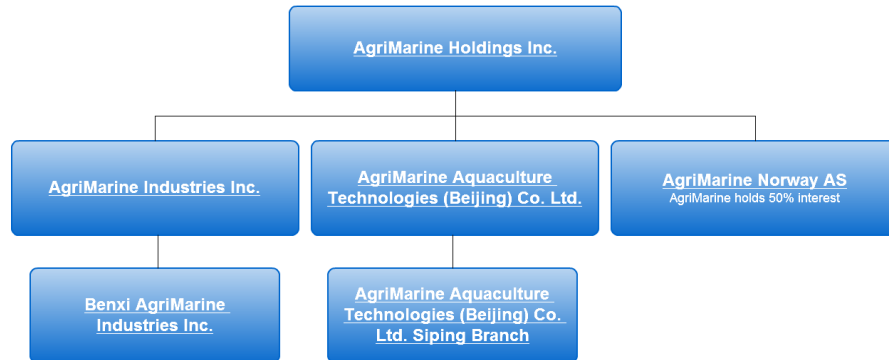 AgriMarine Holdings Inc.
AgriMarine Industries Inc.
AgriMarine Aquaculture
Technologies (Beijing) Co. Ltd.
AgriMarine Norway AS
AgriMarine holds 50% interest
Benxi AgriMarine
Industries Inc.
AgriMarine Aquaculture
Technologies (Beijing) Co.
Ltd. Siping Branch